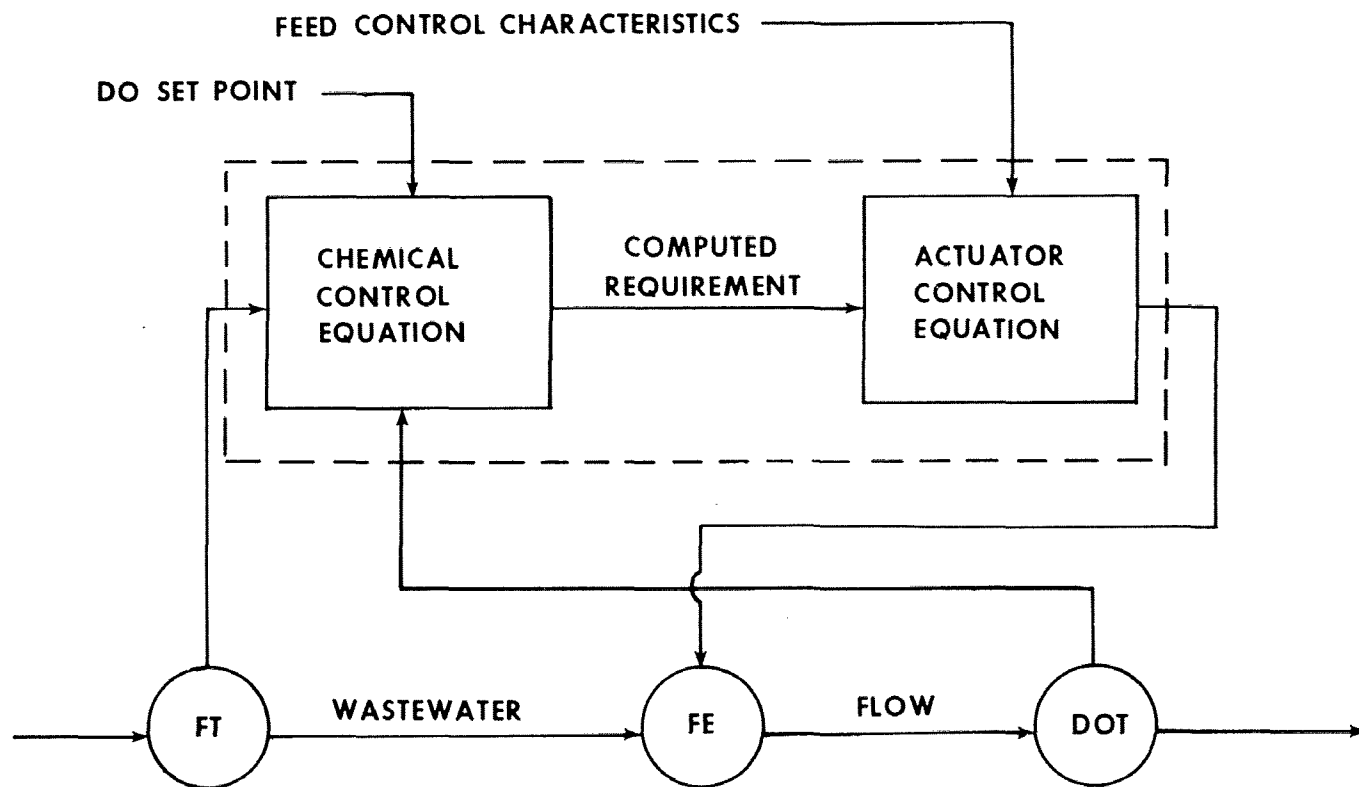 FEED CONTROL CHARACTERISTICS
DO SET POINT
CHEMICAL
CONTROL
EQUATION
COMPUTED
REQUIREMENT
ACTUATOR
CONTROL
EQUATION
FT
WASTEWATER
FE
FLOW
DOT